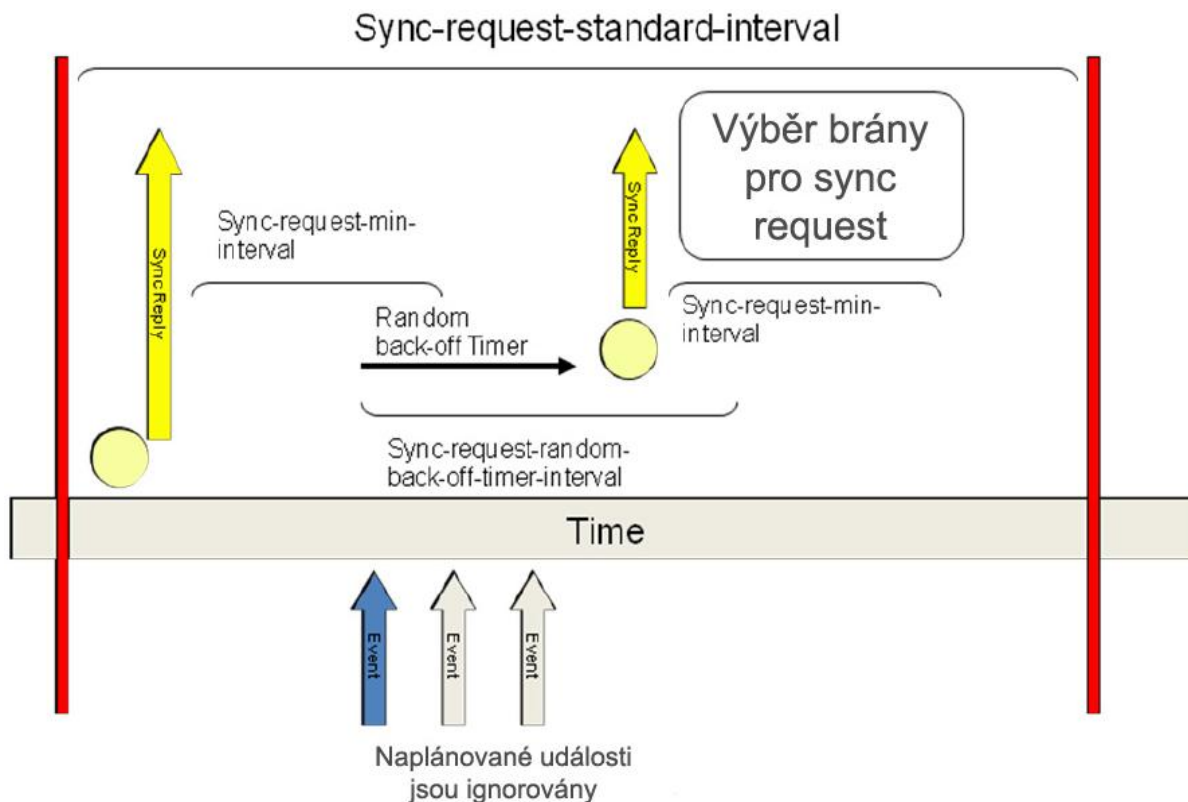 Sync-request-standard-interval
Výběr brány
pro sync
request
Sync Reply
Sync-request-min-
interval
Sync Reply
Sync-request-min-
interval
Random
back-off Timer
Sync-request-random-
back-off-timer-interval
Time
Event
Event
Event
Naplánované události
jsou ignorovány